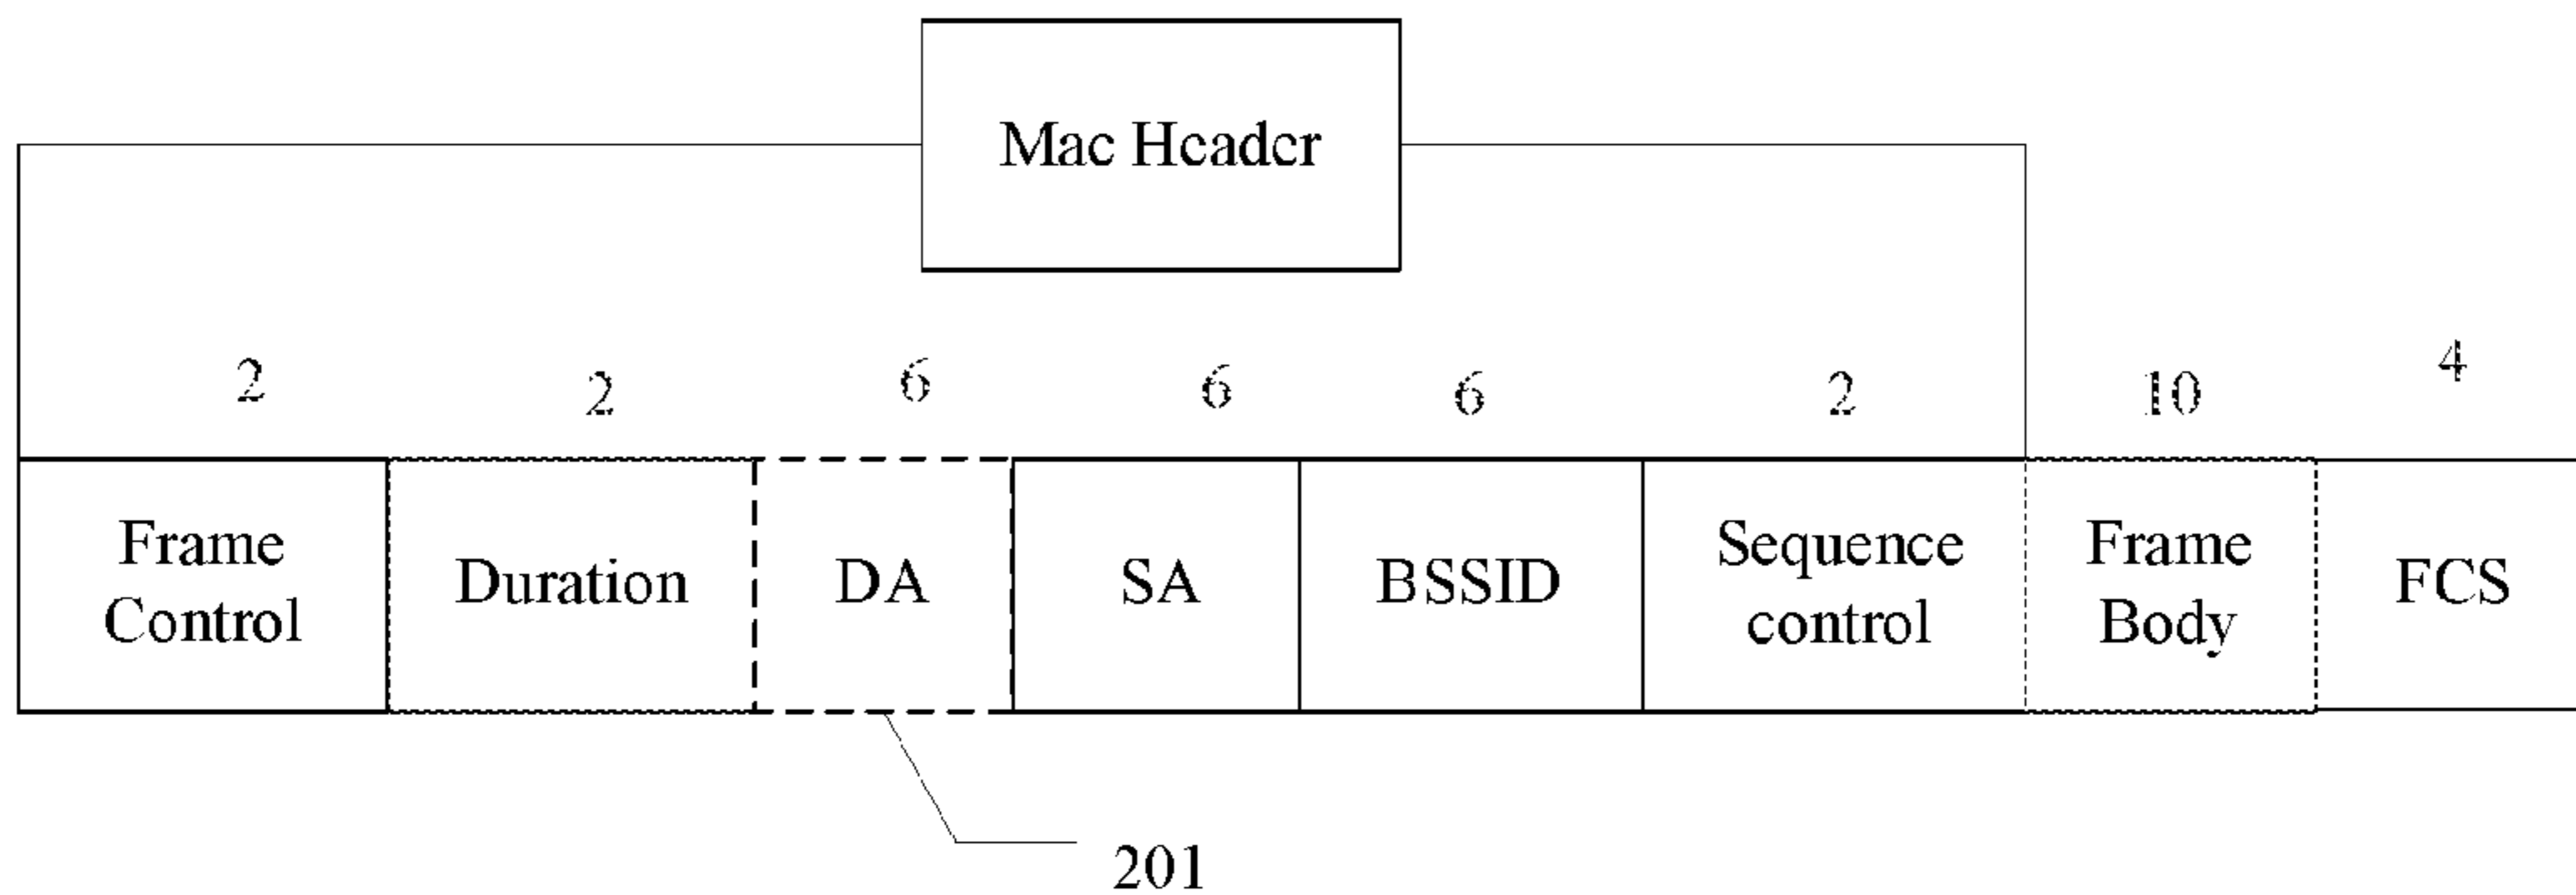 Mac Header
2 2 6 6 6 2 10 4
Frame
Control
Duration
DA
SA
BSSID
Sequence
control
Frame
Body
FCS
201